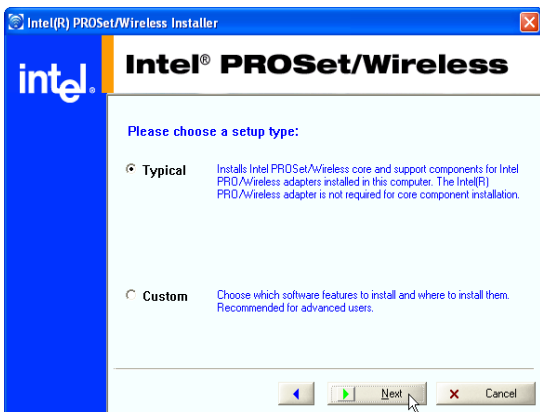 Intel(R) PROSet/Wireless Installer
intel.
Intel® PROSet/Wireless
Please choose a setup type:
Typical
Installs Intel PROSet/Wireless core and support components for Intel
PRO/Wireless adapters installed in this computer. The Intel(R)
PRO/Wireless adapter is not required for core component installation.
Custom
Choose which software features to install and where to install them.
Recommended for advanced users.
Next
Cancel